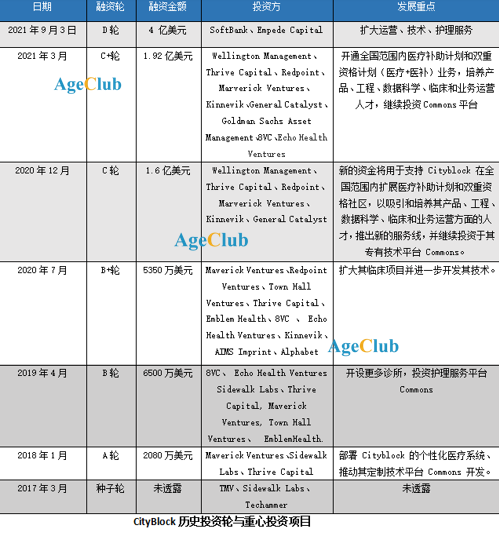 日期 融资轮 融资金额 投资方 发展重点
2021 年 9 月 3 日 D 轮 4 亿美元 SoftBank、Empede Capital 扩大运营、技术、护理服务
2021 年 3 月 C+轮 1.92 亿美元 Wellington Management、 开通全国范围内医疗补助计划和双重
Thrive Capital、Redpoint、 资格计划（医疗+医补）业务，培养产
Marverick Ventures、 品、工程、数据科学、临床和业务运营
Kinnevik、General Catalyst、 人才，继续投资 Commons 平台
Goldman Sachs Asset
Management、8VC、Echo Health
Ventures
AgeClub
2020 年 12 月 C 轮 1.6 亿美元 Wellington Management、 新的资金将用于支持 Cityblock 在全
Thrive Capital、Redpoint、 国范围内扩展医疗补助计划和双重资
Marverick Ventures、 格社区，以吸引和培养其产品、工程、
Kinnevik、General Catalyst 数据科学、临床和业务运营方面的人
才，推出新的服务线，并继续投资于其
专有技术平台 Commons。
AgeClub
2020 年 7 月 B+轮 5350 万美元 Maverick Ventures、Redpoint 扩大其临床项目并进一步开发其技术。
Ventures、Town Hall
Ventures、Thrive Capital、
Emblem Health、8VC 、 Echo
Health Ventures、Kinnevik、
AIMS Imprint、Alphabet
AgeClub
2019 年 4 月 B 轮 6500 万美元 8VC、 Echo Health Ventures 开设更多诊所，投资护理服务平台
Sidewalk Labs、Thrive Commons
Capital, Maverick
Ventures, Town Hall
Ventures、 EmblemHealth.
2018 年 1 月 A 轮 2080 万美元 Maverick Ventures、Sidewalk 部署 Cityblock 的个性化医疗系统、
Labs、Thrive Capital 推动其定制技术平台 Commons 开发。
2017 年 3 月 种子轮 未透露 TMV、Sidewalk Labs、 未透露
Techammer
CityBlock 历史投资轮与重心投资项目